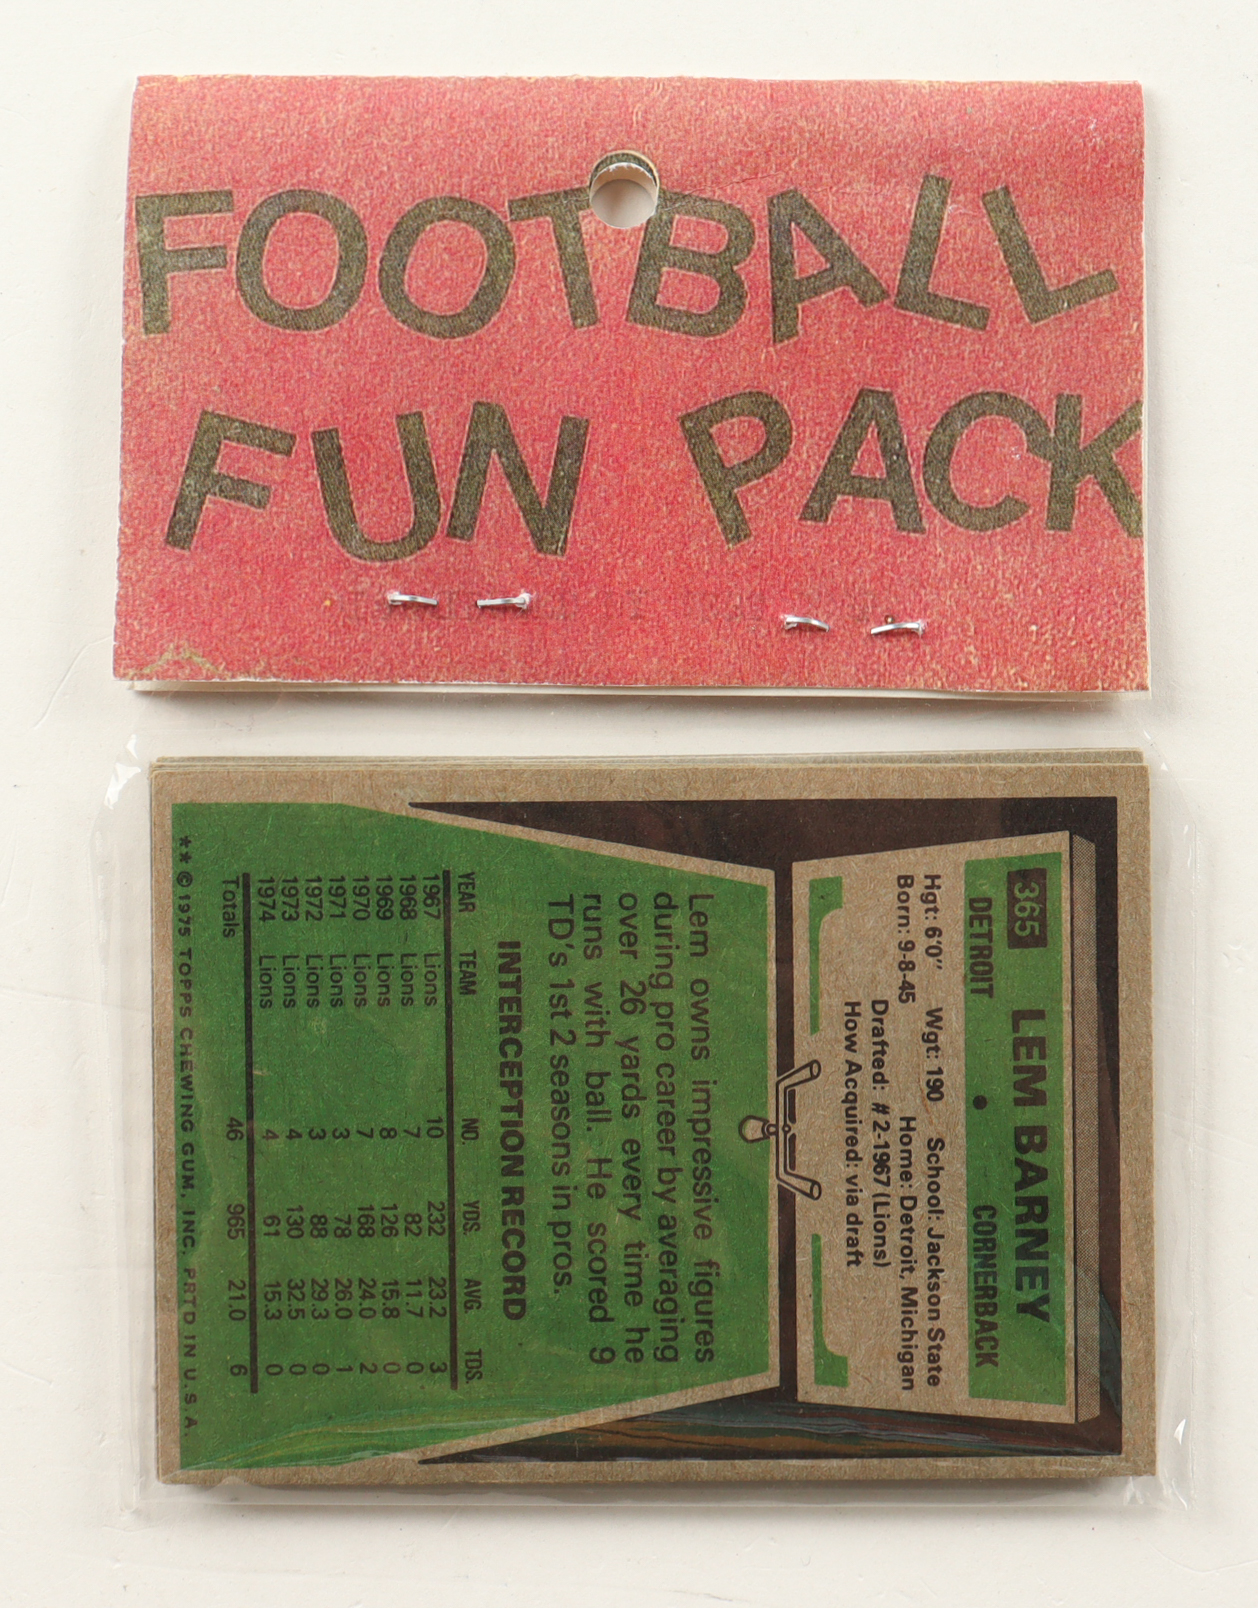 FOOTBALL
FUN PACK
365 LEM BARNEY
DETROIT • CORNERBACK
Hgt: 6'0" Wgt: 190 School: Jackson State
Born: 9-8-45 Home: Detroit, Michigan
Drafted: #2-1967 (Lions)
How Acquired: via draft
Lem owns impressive figures
during pro career by averaging
over 26 yards every time he
runs with ball. He scored 9
TD's 1st 2 seasons in pros.
INTERCEPTION RECORD
YEAR TEAM NO. YDS. AVG. TDS.
1967 Lions 10 232 23.2 3
1968 Lions 7 82 11.7 0
1969 Lions 8 126 15.8 0
1970 Lions 7 168 24.0 2
1971 Lions 3 78 26.0 1
1972 Lions 3 88 29.3 0
1973 Lions 4 130 32.5 0
1974 Lions 4 61 15.3 0
Totals 46 965 21.0 6
** © 1975 TOPPS CHEWING GUM, INC. PRTD IN U.S.A